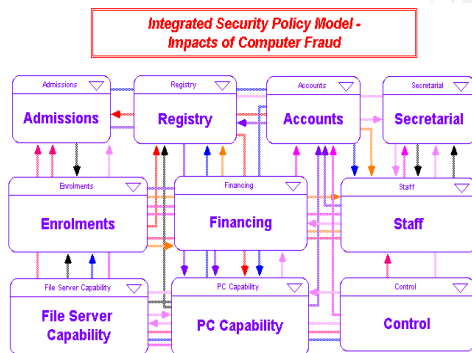 Integrated Security Policy Model -
Impacts of Computer Fraud
Admissions
Registry
Accounts
Secretarial
Admissions
Registry
Accounts
Secretarial
Enrolments
Financing
Staff
Enrolments
Financing
Staff
File Server Capability
PC Capability
Control
File Server
Capability
PC Capability
Control